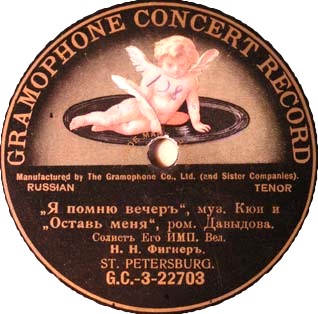 GRAMOPHONE CONCERT RECORD
Manufactured by The Gramophone Co., Ltd. (and Sister Companies).
RUSSIAN TENOR
„Я помню вечеръ“, муз. Кюи и
„Оставь меня“, ром. Давыдова.
Солистъ Его ИМП. Вел.
Н. Н. Фигнеръ.
ST. PETERSBURG.
G.C.-3-22703